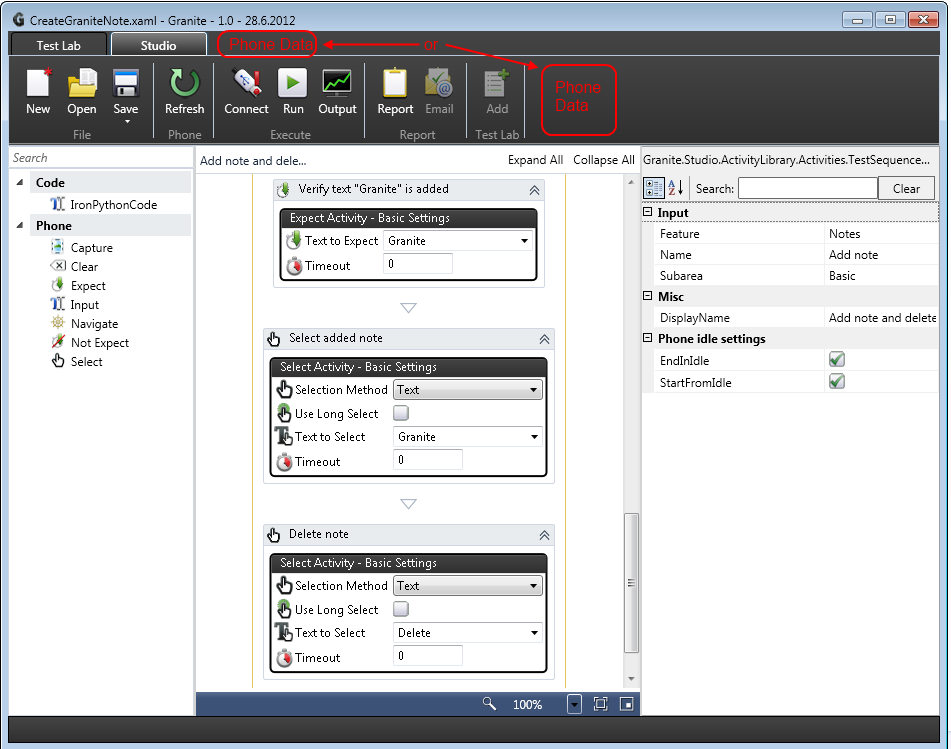 CreateGraniteNote.xaml - Granite - 1.0 - 28.6.2012
Test Lab
Studio
Phone Data
or
New
Open
Save
Refresh
Connect
Run
Output
Report
Email
Add
Phone
Data
File
Phone
Execute
Report
Test Lab
Search
Code
IronPythonCode
Phone
Capture
Clear
Expect
Input
Navigate
Not Expect
Select
Add note and dele...
Expand All
Collapse All
Verify text "Granite" is added
Expect Activity - Basic Settings
Text to Expect
Granite
Timeout
0
Select added note
Select Activity - Basic Settings
Selection Method
Text
Use Long Select
Text to Select
Granite
Timeout
0
Delete note
Select Activity - Basic Settings
Selection Method
Text
Use Long Select
Text to Select
Delete
Timeout
0
100%
Granite.Studio.ActivityLibrary.Activities.TestSequence...
A
Z
Search:
Clear
Input
Feature
Notes
Name
Add note
Subarea
Basic
Misc
DisplayName
Add note and delete
Phone idle settings
EndInIdle
StartFromIdle